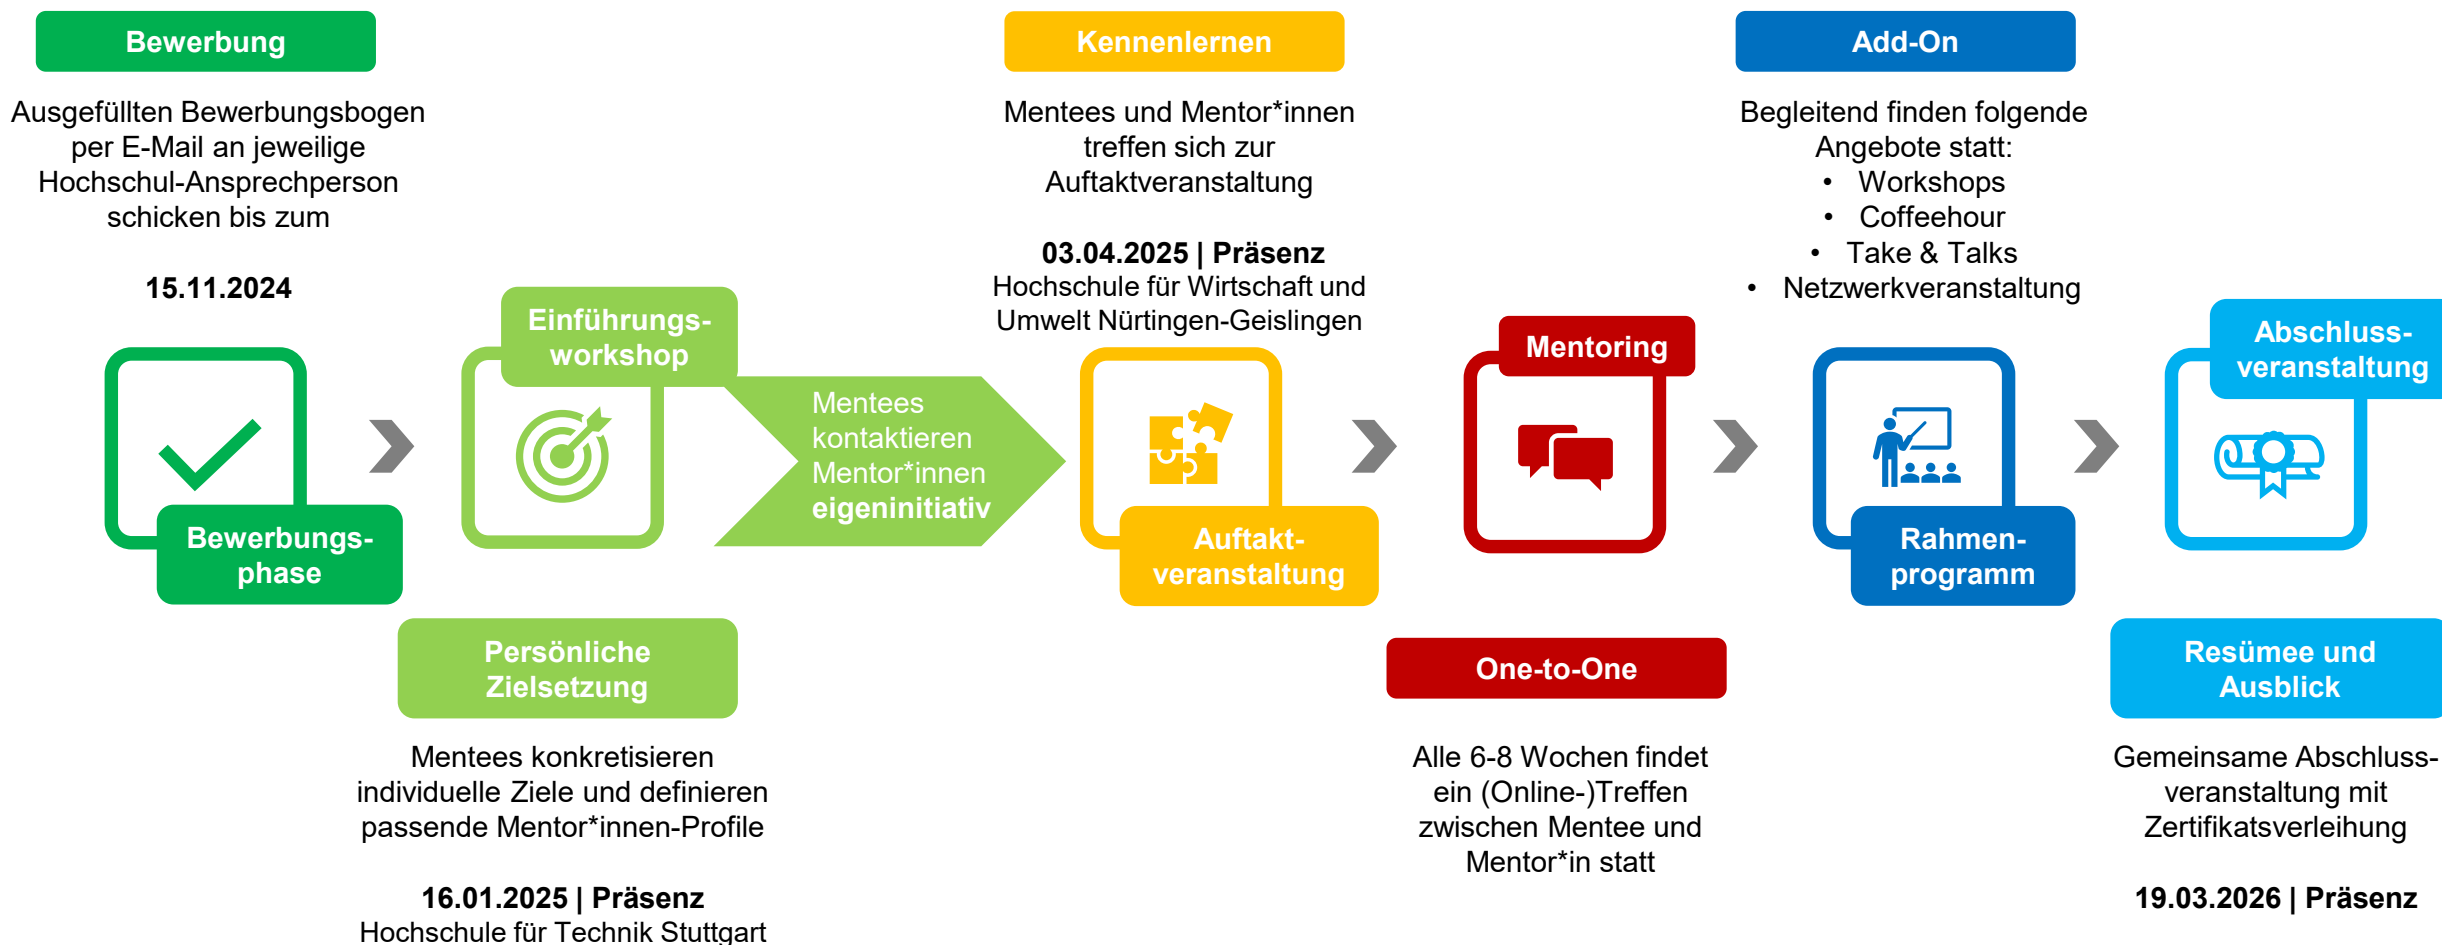 Bewerbung
Ausgefüllten Bewerbungsbogen
per E-Mail an jeweilige
Hochschul-Ansprechperson
schicken bis zum
15.11.2024
Bewerbungs-
phase
Einführungs-
workshop
Persönliche
Zielsetzung
Mentees konkretisieren
individuelle Ziele und definieren
passende Mentor*innen-Profile
16.01.2025 | Präsenz
Hochschule für Technik Stuttgart
Mentees
kontaktieren
Mentor*innen
eigeninitiativ
Kennenlernen
Mentees und Mentor*innen
treffen sich zur
Auftaktveranstaltung
03.04.2025 | Präsenz
Hochschule für Wirtschaft und
Umwelt Nürtingen-Geislingen
Auftakt-
veranstaltung
Mentoring
One-to-One
Alle 6-8 Wochen findet
ein (Online-)Treffen
zwischen Mentee und
Mentor*in statt
Add-On
Begleitend finden folgende
Angebote statt:
• Workshops
• Coffeehour
• Take & Talks
• Netzwerkveranstaltung
Rahmen-
programm
Abschluss-
veranstaltung
Resümee und
Ausblick
Gemeinsame Abschluss-
veranstaltung mit
Zertifikatsverleihung
19.03.2026 | Präsenz